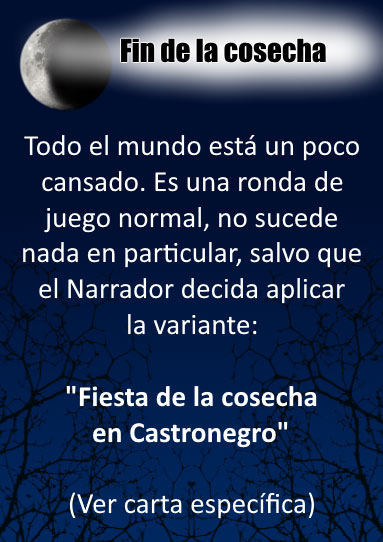 Fin de la cosecha
Todo el mundo está un poco
cansado. Es una ronda de
juego normal, no sucede
nada en particular, salvo que
el Narrador decida aplicar
la variante:
"Fiesta de la cosecha
en Castronegro"
(Ver carta específica)